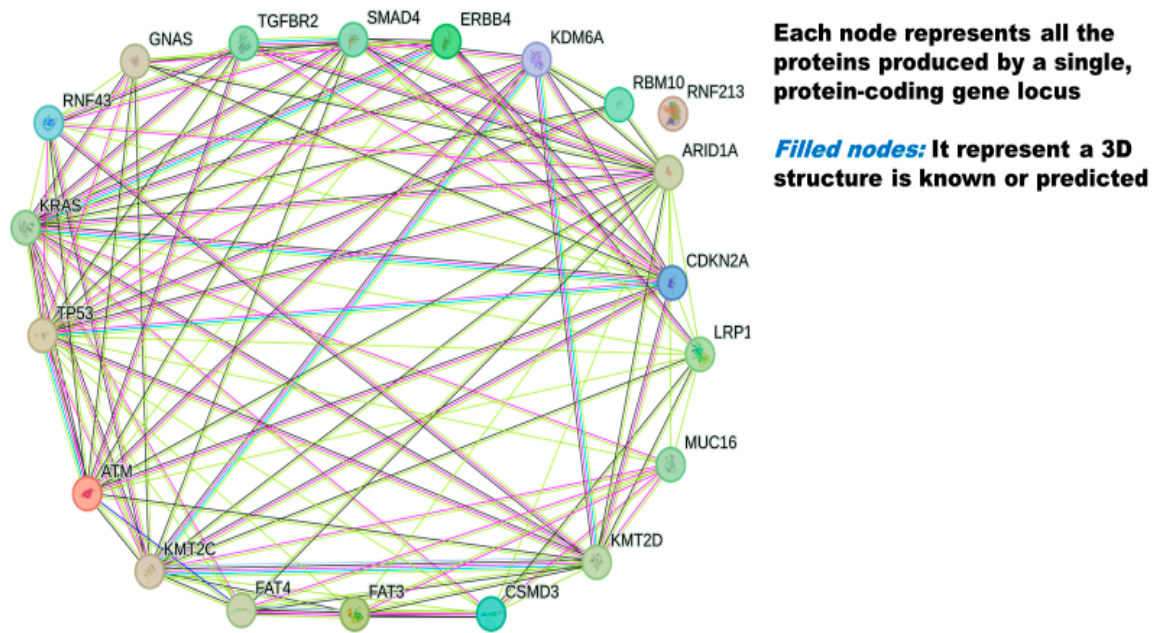 TGFBR2
SMAD4
ERBB4
GNAS
KDM6A
RBM10
RNF213
RNF43
ARID1A
KRAS
CDKN2A
TP53
LRP1
MUC16
ATM
KMT2D
KMT2C
FAT4
FAT3
CSMD3
Each node represents all the
proteins produced by a single,
protein-coding gene locus
Filled nodes: It represent a 3D
structure is known or predicted